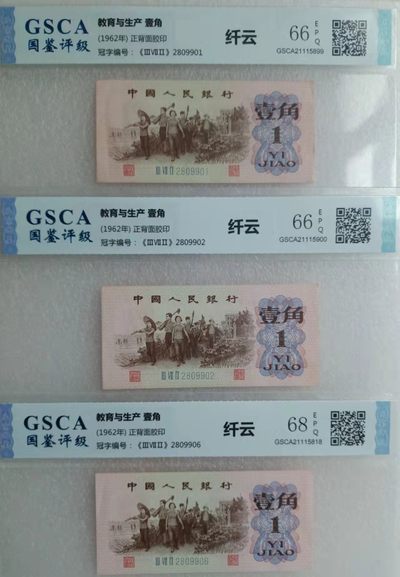 GSCA
国鉴评级
教育与生产 壹角
(1962年) 正背面胶印
冠字编号：《ⅢⅦⅡ》2809901
纤云
66
EPQ
GSCA21115899
中國人民銀行
壹角
1
YI
JIAO
ⅢⅦⅡ 2809901
GSCA
国鉴评级
教育与生产 壹角
(1962年) 正背面胶印
冠字编号：《ⅢⅦⅡ》2809902
纤云
66
EPQ
GSCA21115900
中國人民銀行
壹角
1
YI
JIAO
ⅢⅦⅡ 2809902
GSCA
国鉴评级
教育与生产 壹角
(1962年) 正背面胶印
冠字编号：《ⅢⅦⅡ》2809906
纤云
68
EPQ
GSCA21115818
中國人民銀行
壹角
1
YI
JIAO
ⅢⅦⅡ 2809906